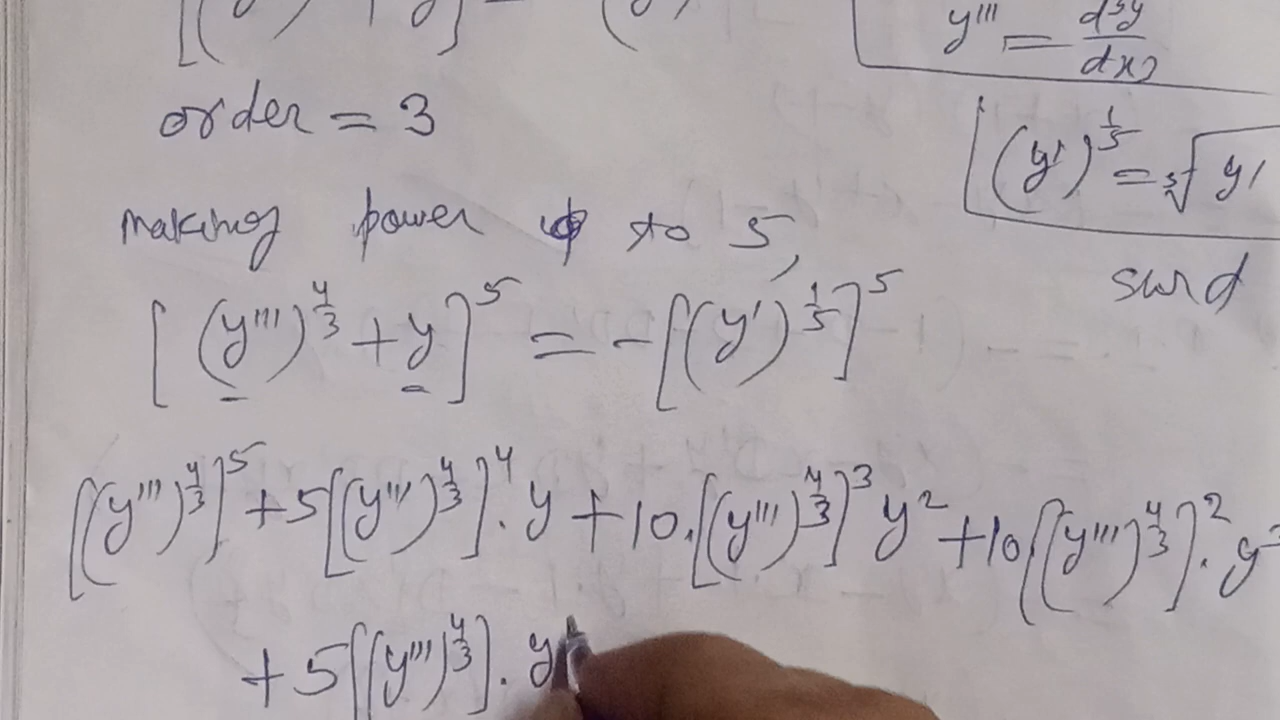 y''' = d³y/dx³
order = 3
(y')^{1/5} = ⁵√y'
surd
making power to 5,
[(y''')^{4/3} + y]^5 = -[(y')^{1/5}]^5
[(y''')^{4/3}]^5 + 5[(y''')^{4/3}]^4 . y + 10.[(y''')^{4/3}]^3 y^2 + 10[(y''')^{4/3}]^2 . y
+ 5[(y''')^{4/3}] . y